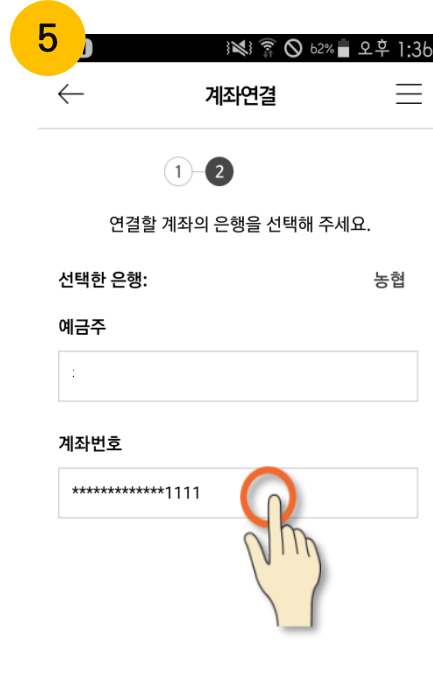 5
62% 오후 1:36
계좌연결
1 2
연결할 계좌의 은행을 선택해 주세요.
선택한 은행: 농협
예금주
계좌번호
*************1111